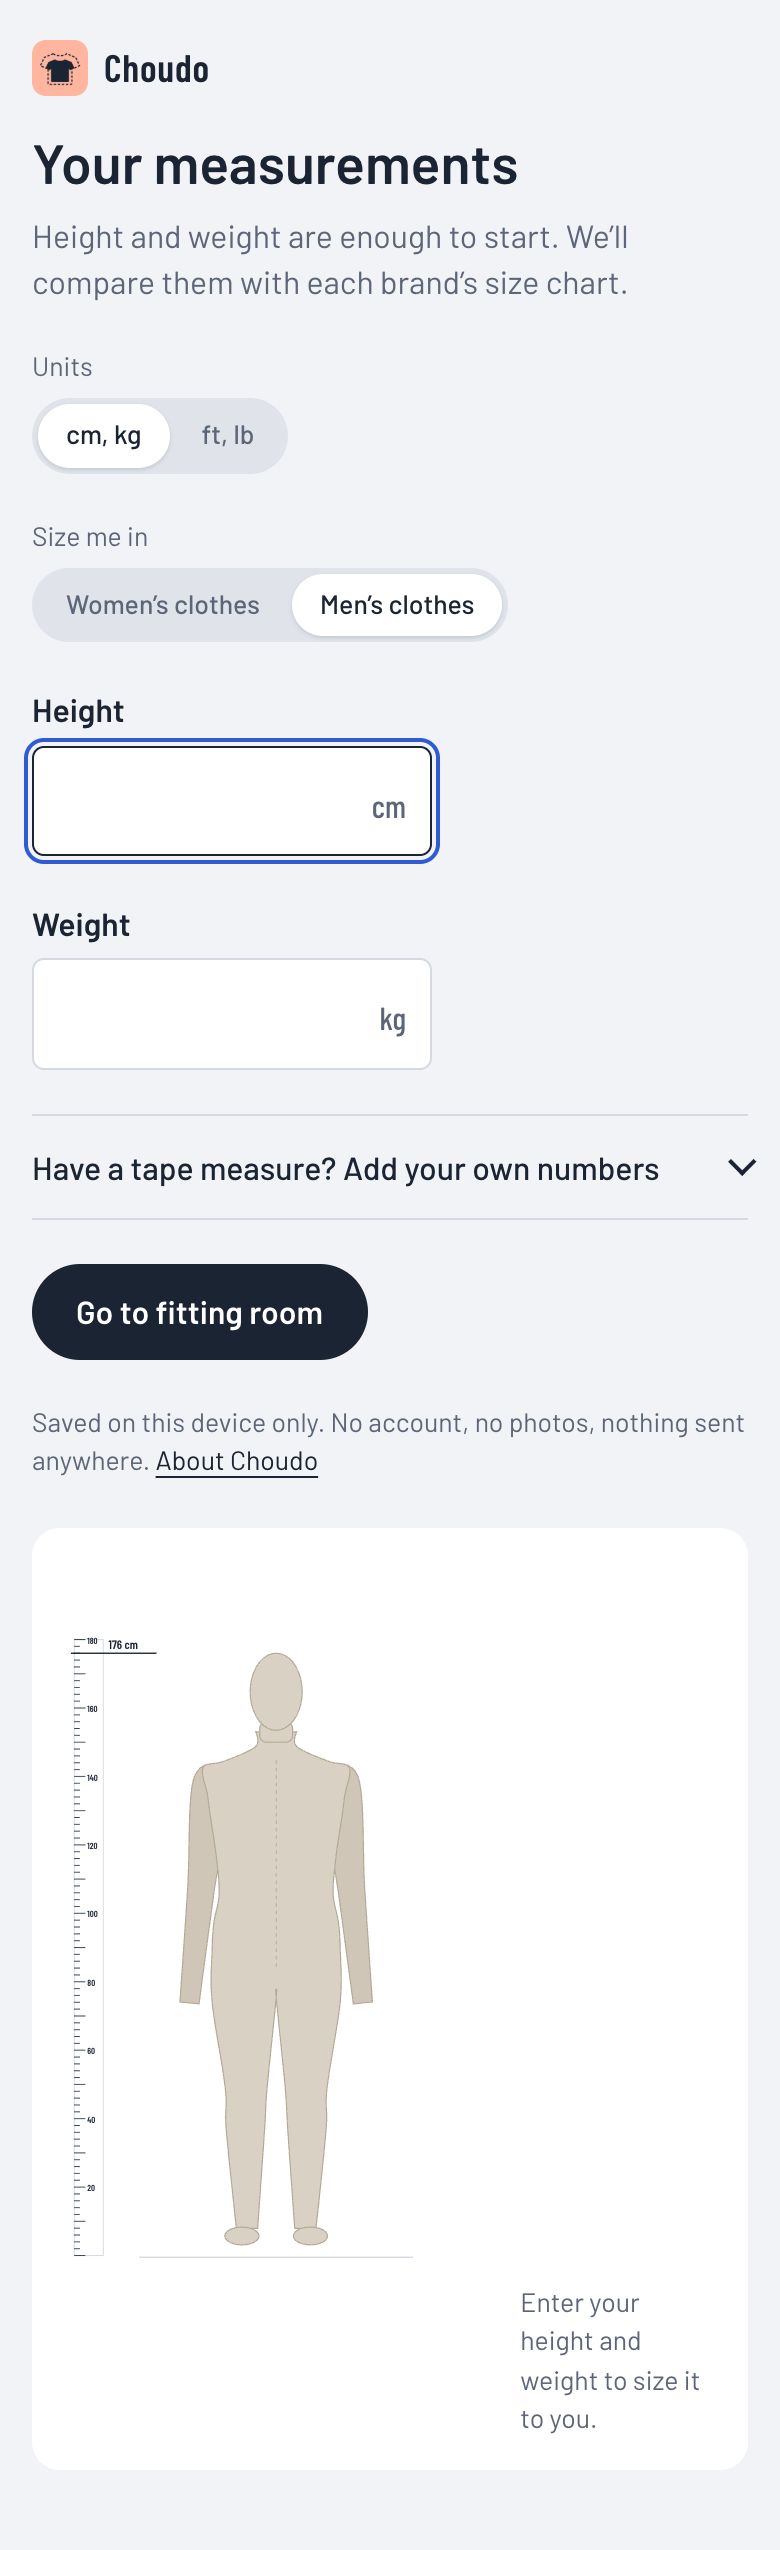 Choudo
Your measurements
Height and weight are enough to start. We’ll
compare them with each brand’s size chart.
Units
cm, kg
ft, lb
Size me in
Women’s clothes
Men’s clothes
Height
cm
Weight
kg
Have a tape measure? Add your own numbers
Go to fitting room
Saved on this device only. No account, no photos, nothing sent
anywhere. About Choudo
180
176 cm
160
140
120
100
80
60
40
20
Enter your
height and
weight to size it
to you.